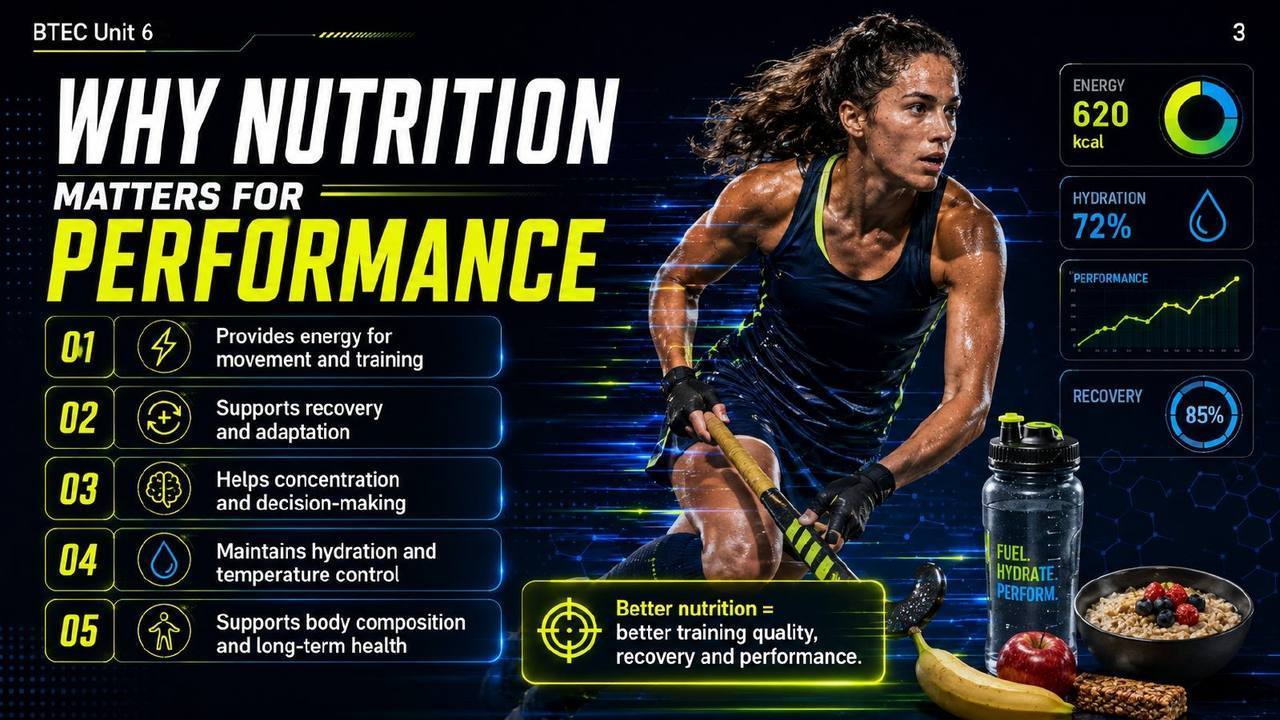 BTEC Unit 6
3
WHY NUTRITION
MATTERS FOR
PERFORMANCE
01
Provides energy for
movement and training
02
Supports recovery
and adaptation
03
Helps concentration
and decision-making
04
Maintains hydration and
temperature control
05
Supports body composition
and long-term health
Better nutrition =
better training quality,
recovery and performance.
ENERGY
620
kcal
HYDRATION
72%
PERFORMANCE
RECOVERY
85%
FUEL.
HYDRATE.
PERFORM.